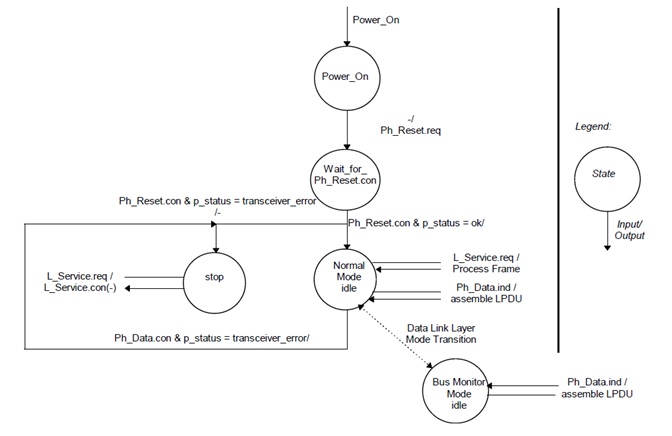 Power_On
Power_On
-/
Ph_Reset.req
Legend:
State
Input/
Output
Wait_for_
Ph_Reset.con
Ph_Reset.con & p_status = transceiver_error
/-
Ph_Reset.con & p_status = ok/
stop
L_Service.req /
L_Service.con(-)
Normal
Mode
idle
L_Service.req /
Process Frame
Ph_Data.ind /
assemble LPDU
Ph_Data.con & p_status = transceiver_error/
Data Link Layer
Mode Transition
Bus Monitor
Mode
idle
Ph_Data.ind /
assemble LPDU